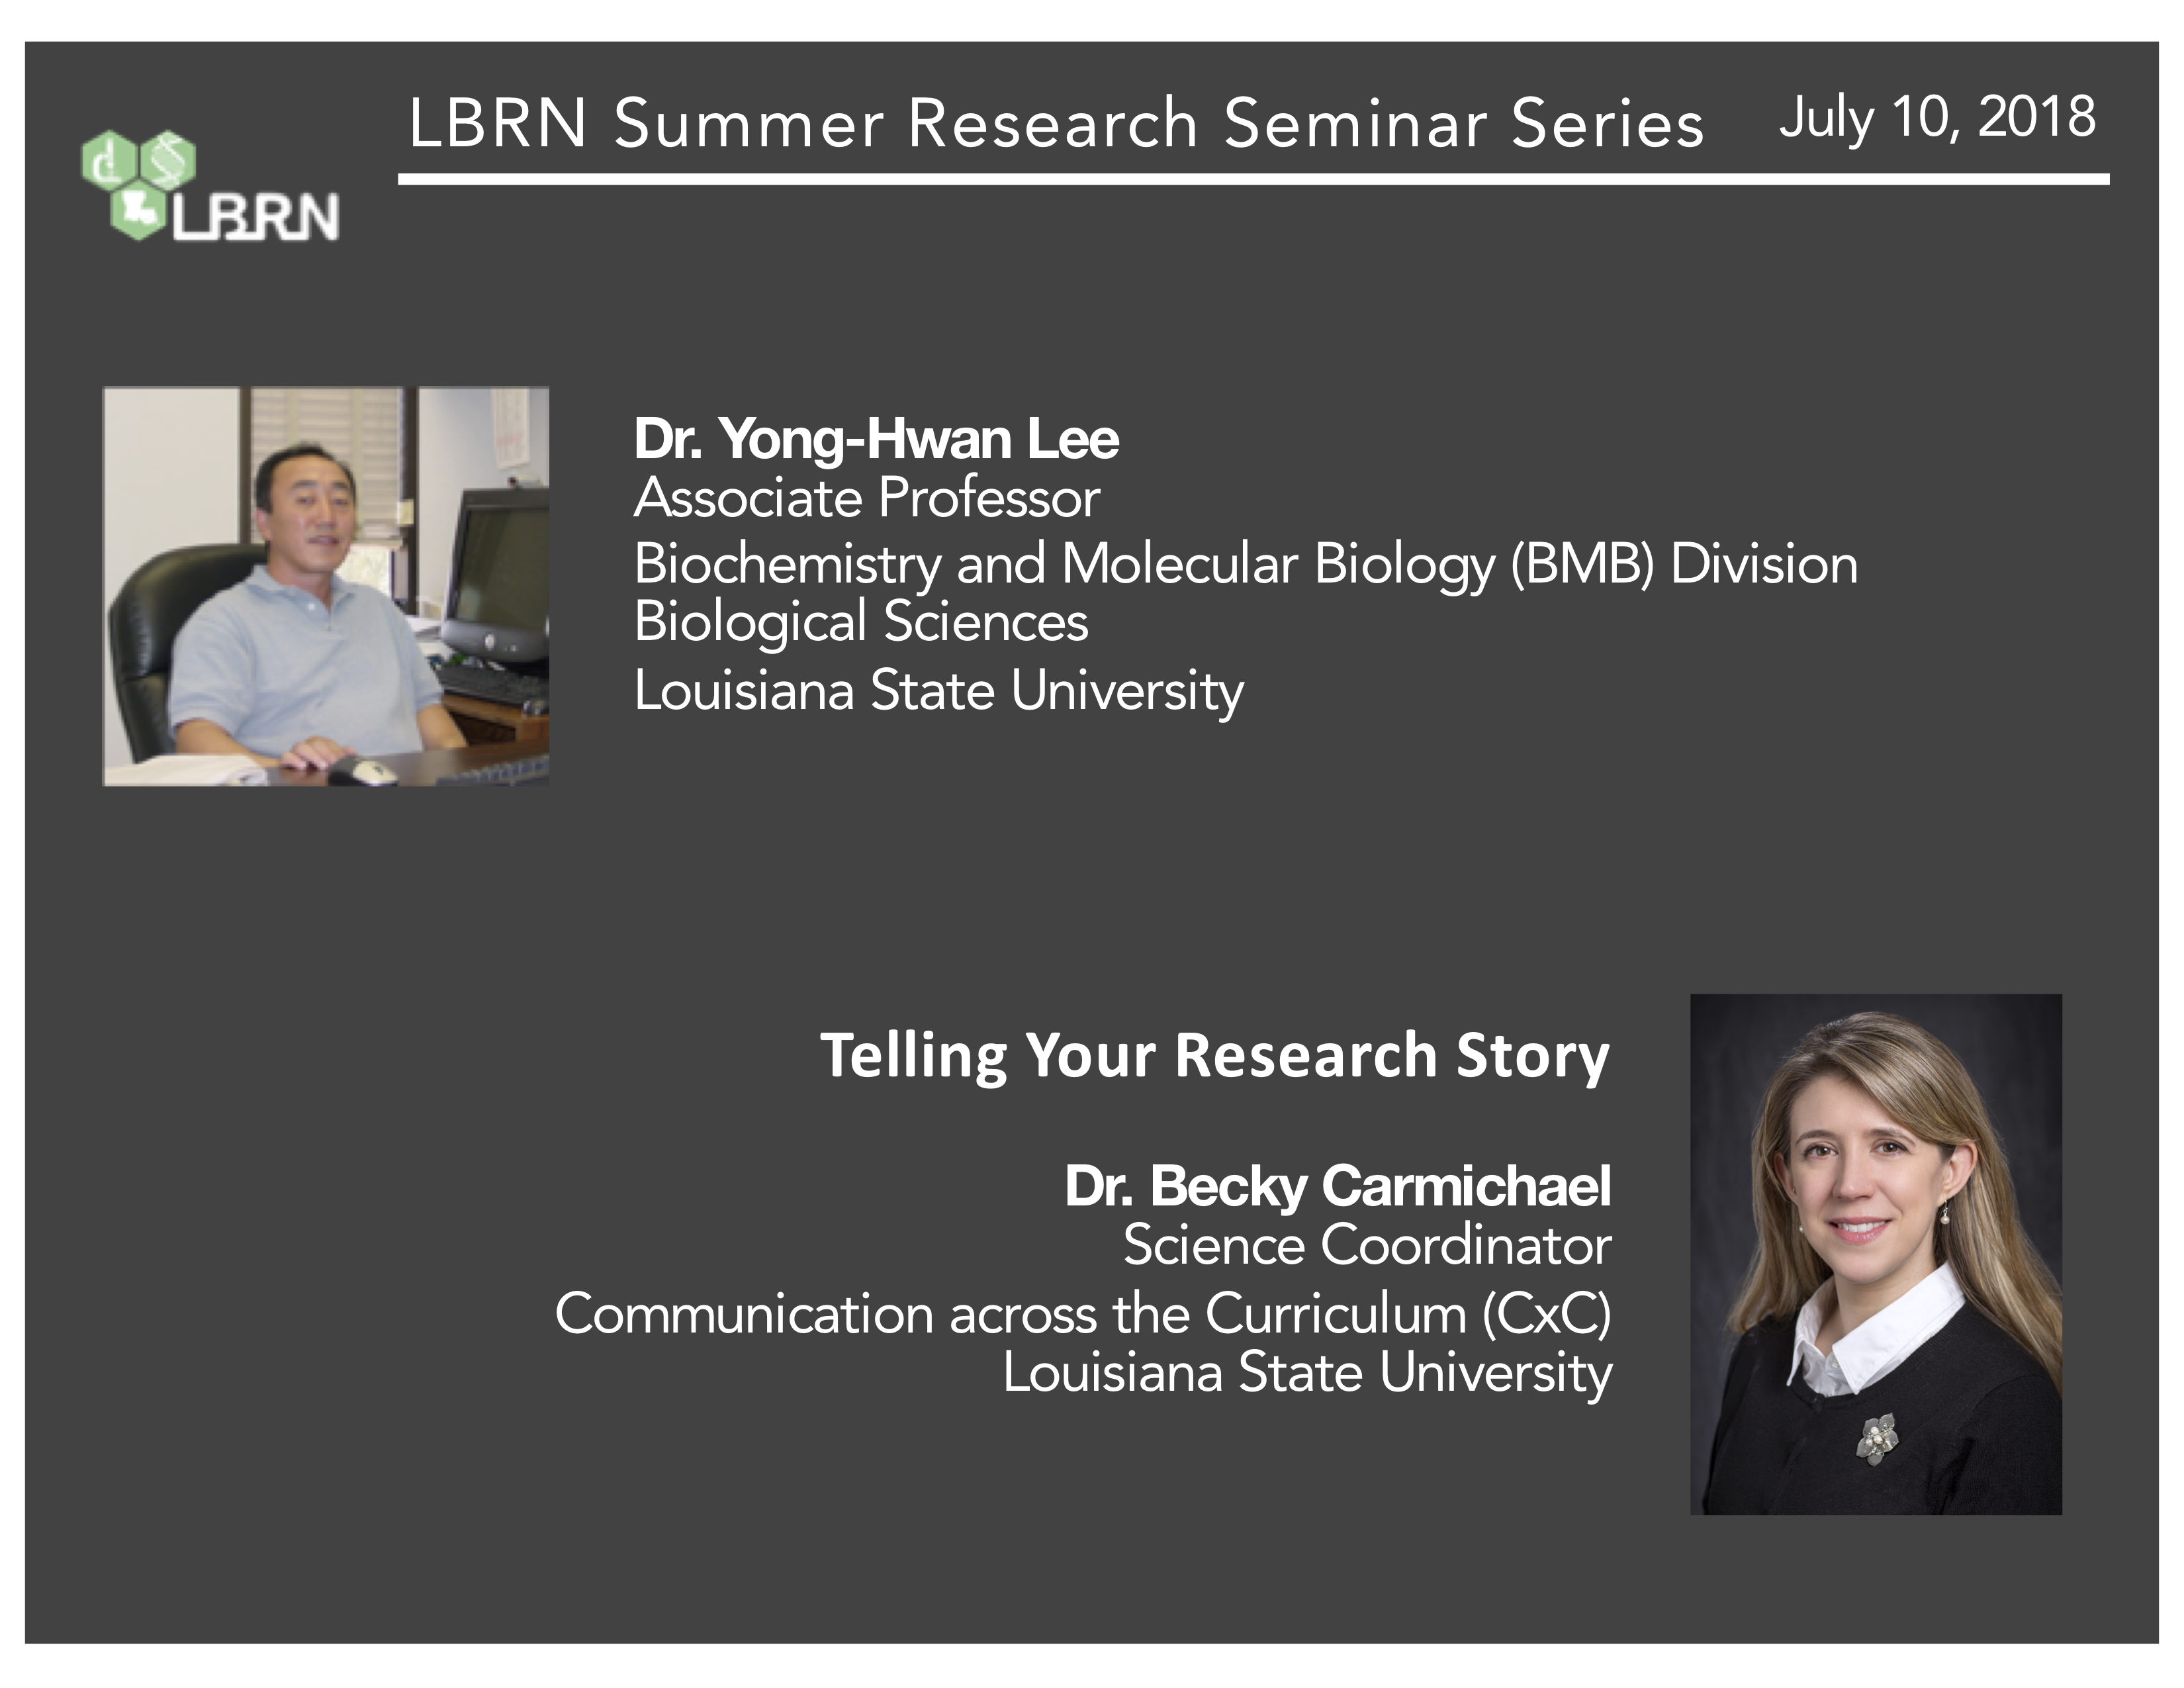 LBRN Summer Research Seminar Series
July 10, 2018
LBRN
Dr. Yong-Hwan Lee
Associate Professor
Biochemistry and Molecular Biology (BMB) Division
Biological Sciences
Louisiana State University
Telling Your Research Story
Dr. Becky Carmichael
Science Coordinator
Communication across the Curriculum (CxC)
Louisiana State University